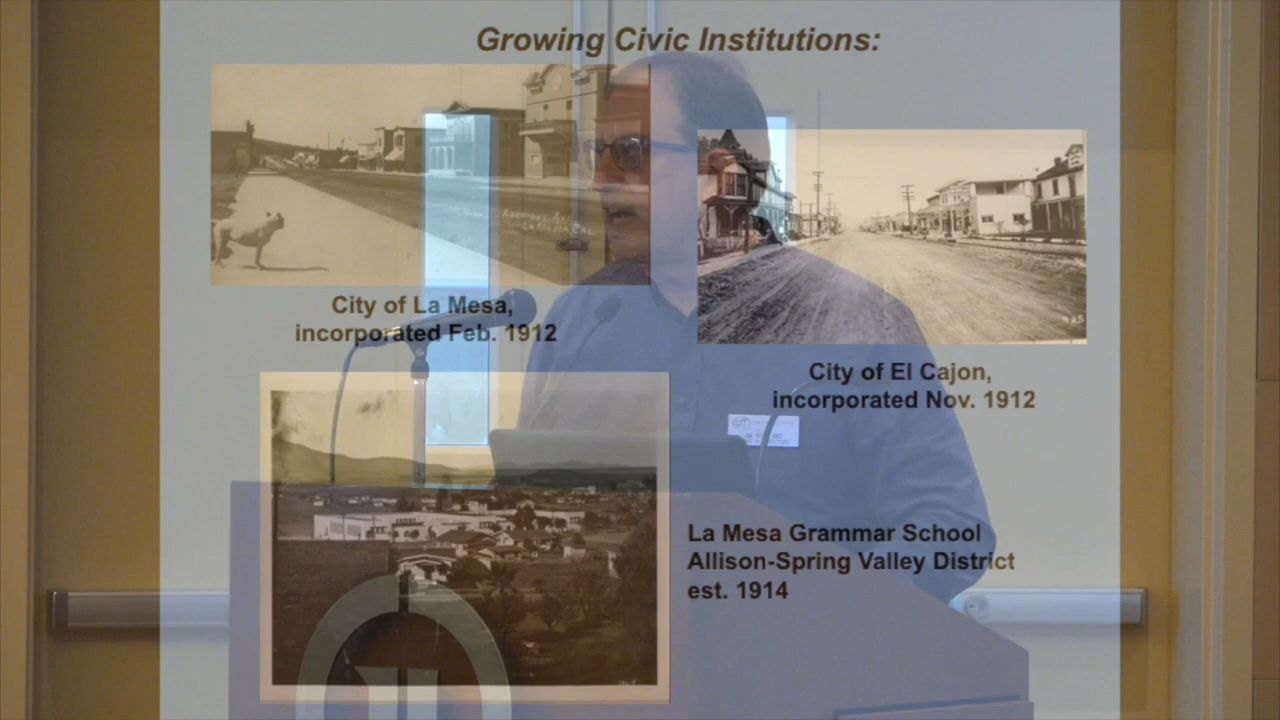 Growing Civic Institutions:
City of La Mesa,
incorporated Feb. 1912
City of El Cajon,
incorporated Nov. 1912
La Mesa Grammar School
Allison-Spring Valley District
est. 1914